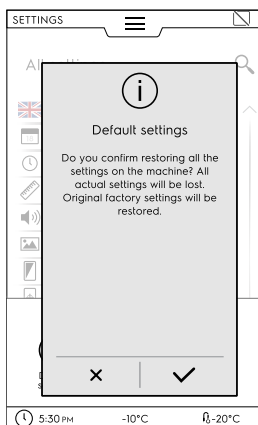 SETTINGS
Al
i
Default settings
Do you confirm restoring all the
settings on the machine? All
actual settings will be lost.
Original factory settings will be
restored.
5:30 PM
-10°C
-20°C